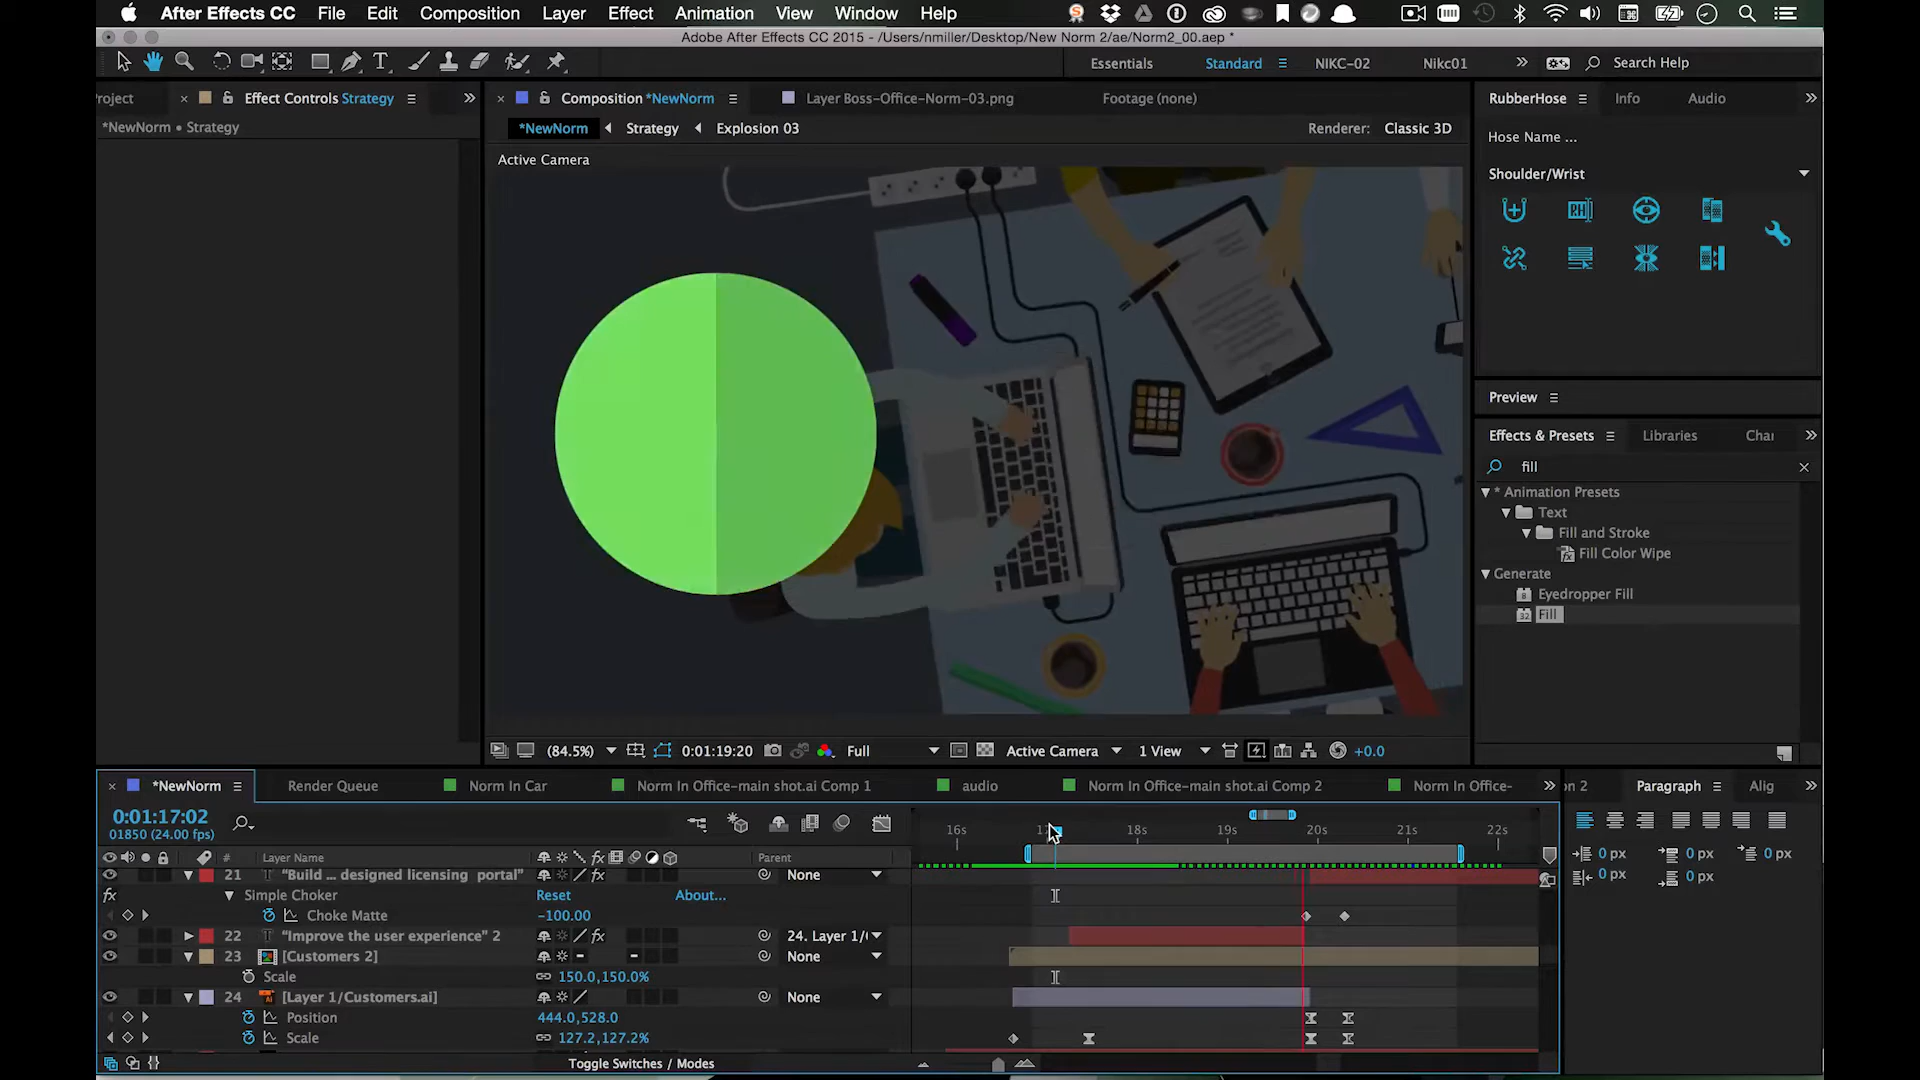 After Effects CC File Edit Composition Layer Effect Animation View Window Help
Adobe After Effects CC 2015 - /Users/nmiller/Desktop/New Norm 2/ae/Norm2_00.aep *
Essentials Standard NIKC-02 Nikc01 Search Help
roject Effect Controls Strategy Composition *NewNorm Layer Boss-Office-Norm-03.png Footage (none) RubberHose Info Audio
*NewNorm • Strategy *NewNorm Strategy Explosion 03 Renderer: Classic 3D Hose Name ...
Active Camera
Shoulder/Wrist
Preview
Effects & Presets Libraries Cha
fill
* Animation Presets
Text
Fill and Stroke
Fill Color Wipe
Generate
Eyedropper Fill
Fill
(84.5%) 0:01:19:20 Full Active Camera 1 View +0.0
*NewNorm Render Queue Norm In Car Norm In Office-main shot.ai Comp 1 audio Norm In Office-main shot.ai Comp 2 Norm In Office- on 2 Paragraph Alig
0:01:17:02
01850 (24.00 fps)
16s 18s 19s 20s 21s 22s
0 px 0 px 0 px
0 px 0 px
# Layer Name Parent
21 "Build ... designed licensing portal" None
Simple Choker Reset About...
Choke Matte -100.00
22 "Improve the user experience" 2 24. Layer 1/
23 [Customers 2] None
Scale 150.0,150.0%
24 [Layer 1/Customers.ai] None
Position 444.0,528.0
Scale 127.2,127.2%
Toggle Switches / Modes